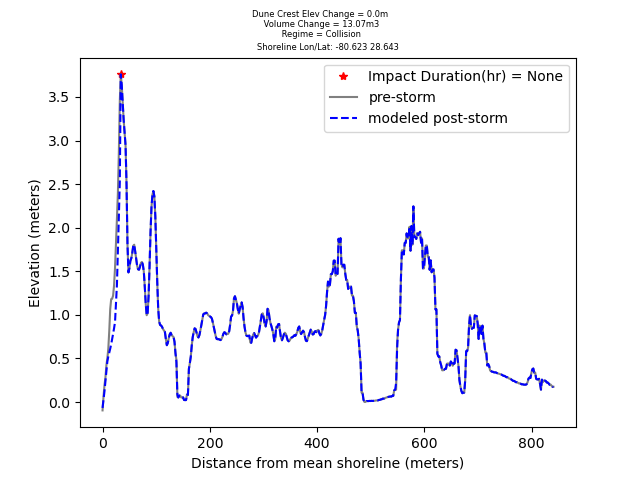 Dune Crest Elev Change = 0.0m
Volume Change = 13.07m3
Regime = Collision
Shoreline Lon/Lat: -80.623 28.643
Impact Duration(hr) = None
pre-storm
modeled post-storm
3.5
3.0
2.5
2.0
1.5
1.0
0.5
0.0
Elevation (meters)
0 200 400 600 800
Distance from mean shoreline (meters)